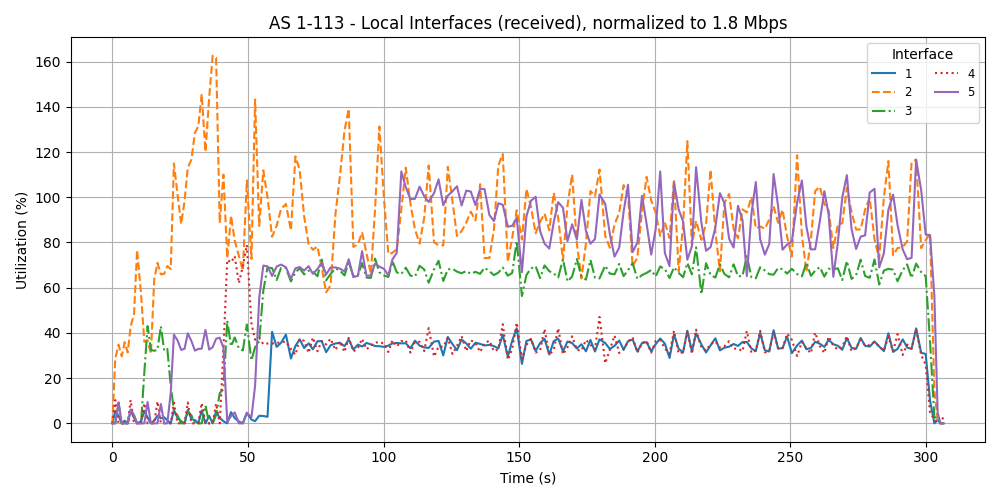 AS 1-113 - Local Interfaces (received), normalized to 1.8 Mbps
Utilization (%)
160
140
120
100
80
60
40
20
0
0 50 100 150 200 250 300
Time (s)
Interface
1 4
2 5
3